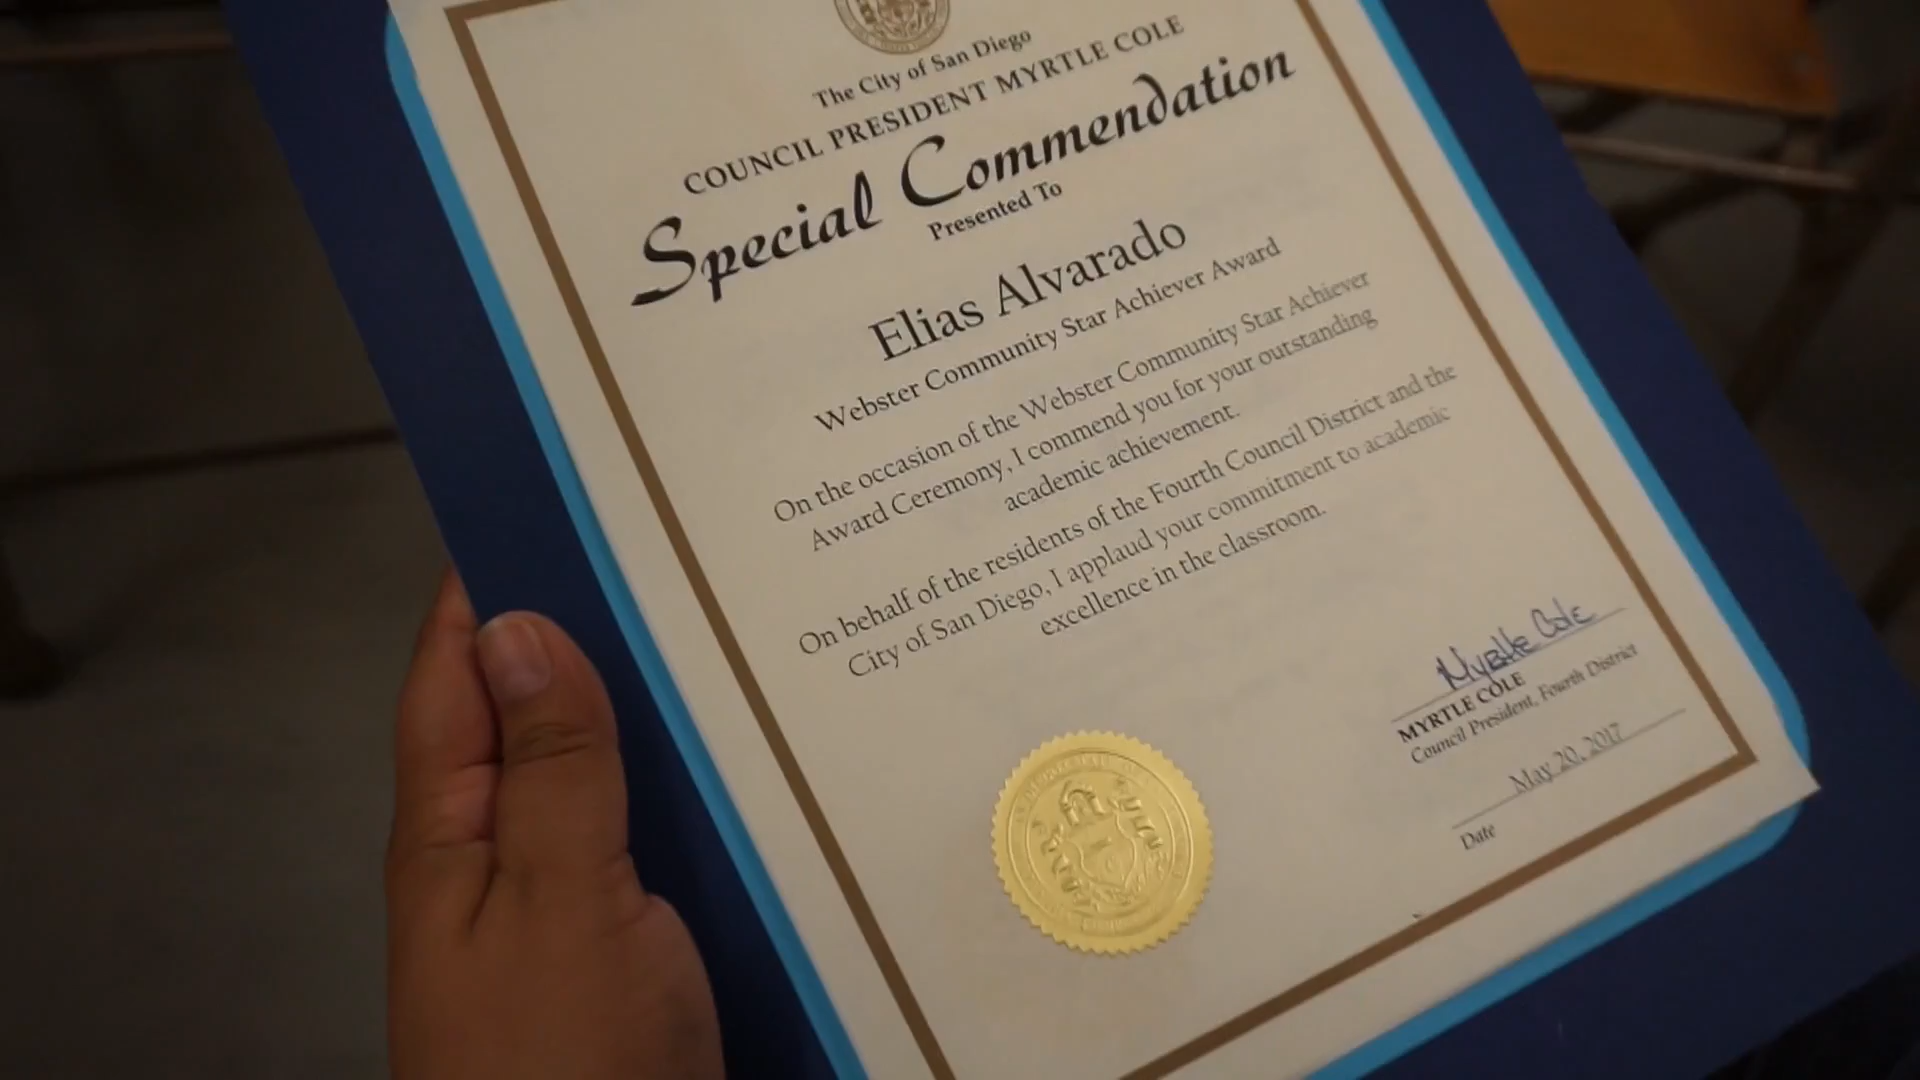 The City of San Diego
COUNCIL PRESIDENT MYRTLE COLE
Special Commendation
Presented To
Elias Alvarado
Webster Community Star Achiever Award
On the occasion of the Webster Community Star Achiever
Award Ceremony, I commend you for your outstanding
academic achievement.
On behalf of the residents of the Fourth Council District and the
City of San Diego, I applaud your commitment to academic
excellence in the classroom.
Myrtle Cole
MYRTLE COLE
Council President, Fourth District
May 20, 2017
Date